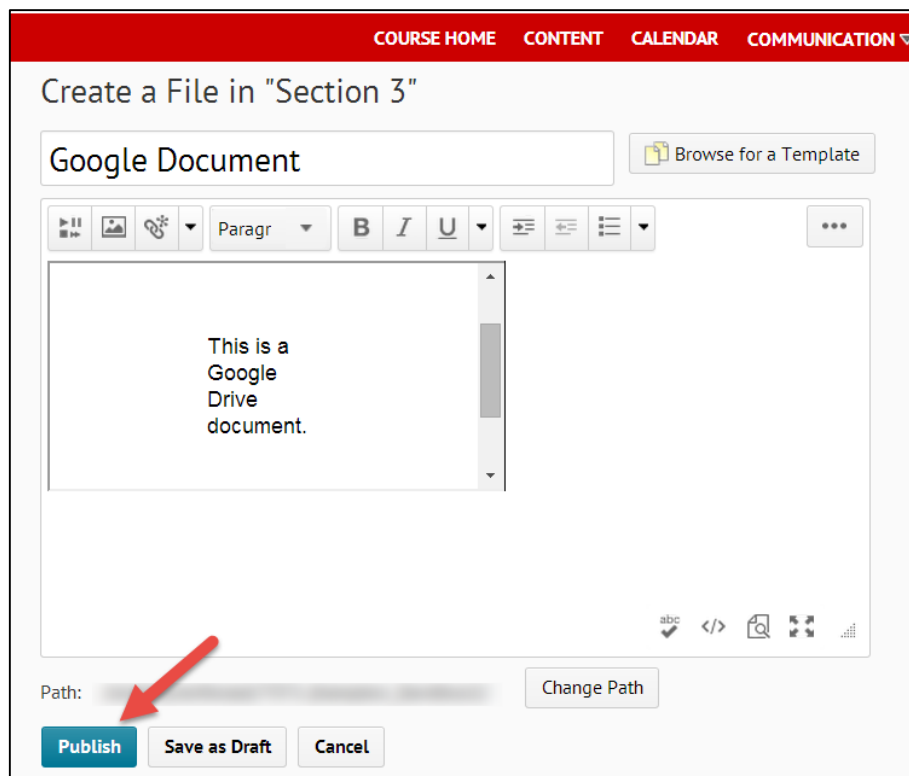 COURSE HOME CONTENT CALENDAR COMMUNICATION
Create a File in "Section 3"
Google Document
Browse for a Template
Paragr B I U
This is a
Google
Drive
document.
abc </>
Path:
Change Path
Publish Save as Draft Cancel